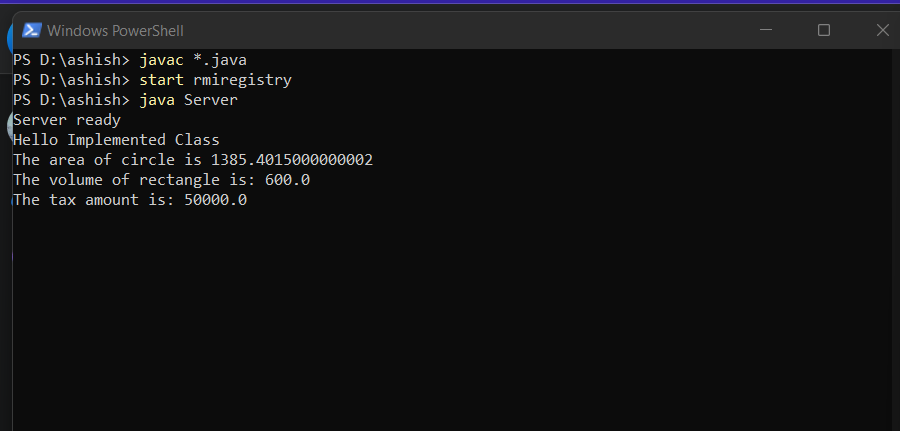 Windows PowerShell
PS D:\ashish> javac *.java
PS D:\ashish> start rmiregistry
PS D:\ashish> java Server
Server ready
Hello Implemented Class
The area of circle is 1385.4015000000002
The volume of rectangle is: 600.0
The tax amount is: 50000.0